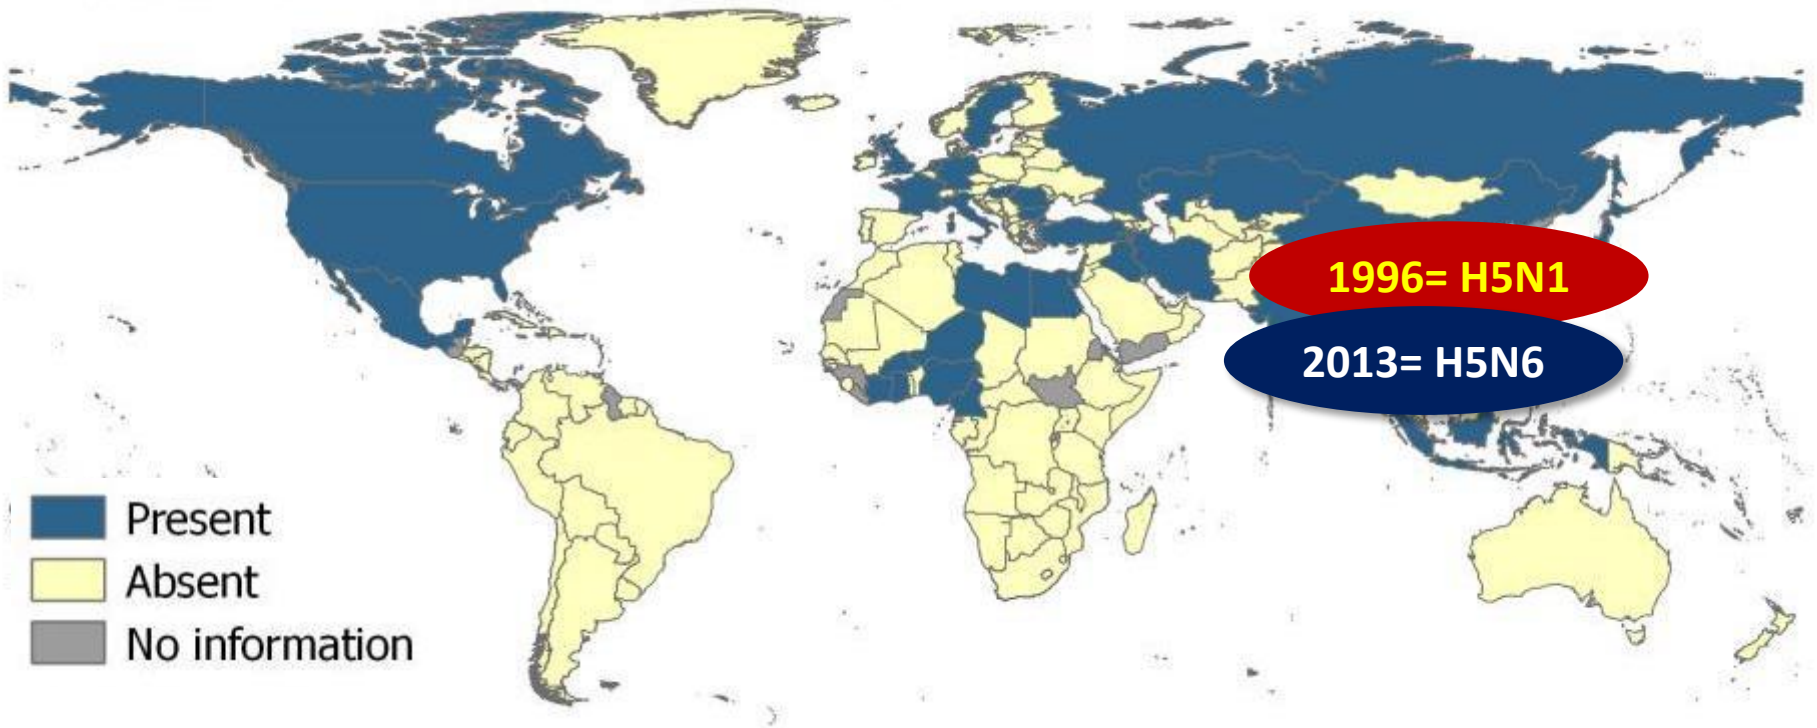 1996= H5N1
2013= H5N6
Present
Absent
No information